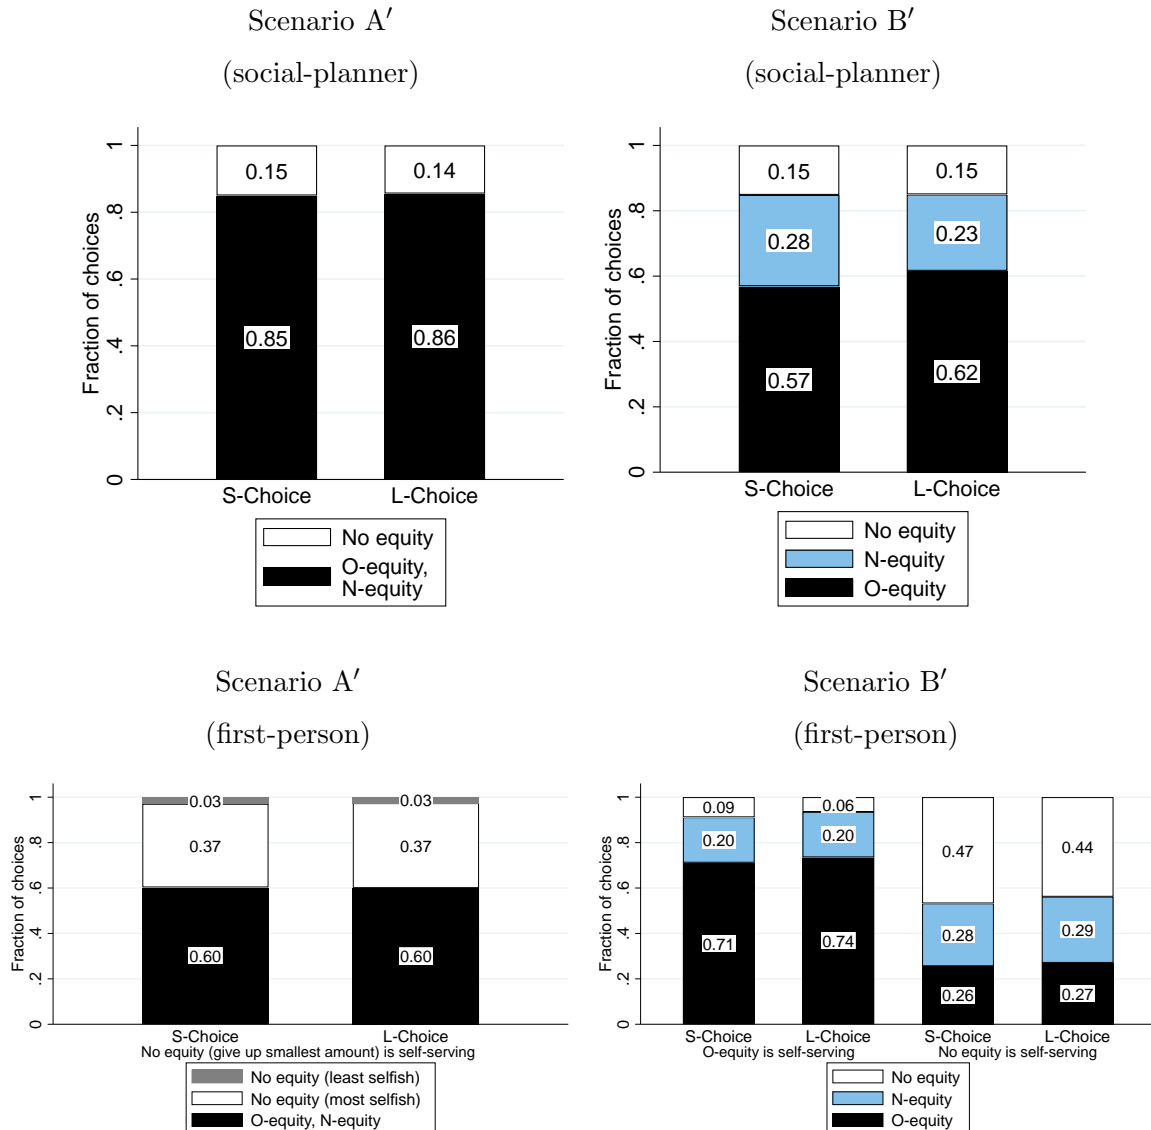 Scenario A′
(social-planner)
Fraction of choices
1
.8
.6
.4
.2
0
0.15
0.14
0.85
0.86
S-Choice
L-Choice
No equity
O-equity,
N-equity
Scenario B′
(social-planner)
Fraction of choices
1
.8
.6
.4
.2
0
0.15
0.15
0.28
0.23
0.57
0.62
S-Choice
L-Choice
No equity
N-equity
O-equity
Scenario A′
(first-person)
Fraction of choices
1
.8
.6
.4
.2
0
0.03
0.03
0.37
0.37
0.60
0.60
S-Choice
L-Choice
No equity (give up smallest amount) is self-serving
No equity (least selfish)
No equity (most selfish)
O-equity, N-equity
Scenario B′
(first-person)
Fraction of choices
1
.8
.6
.4
.2
0
0.09
0.06
0.20
0.20
0.47
0.44
0.71
0.74
0.28
0.29
0.26
0.27
S-Choice
L-Choice
S-Choice
L-Choice
O-equity is self-serving
No equity is self-serving
No equity
N-equity
O-equity